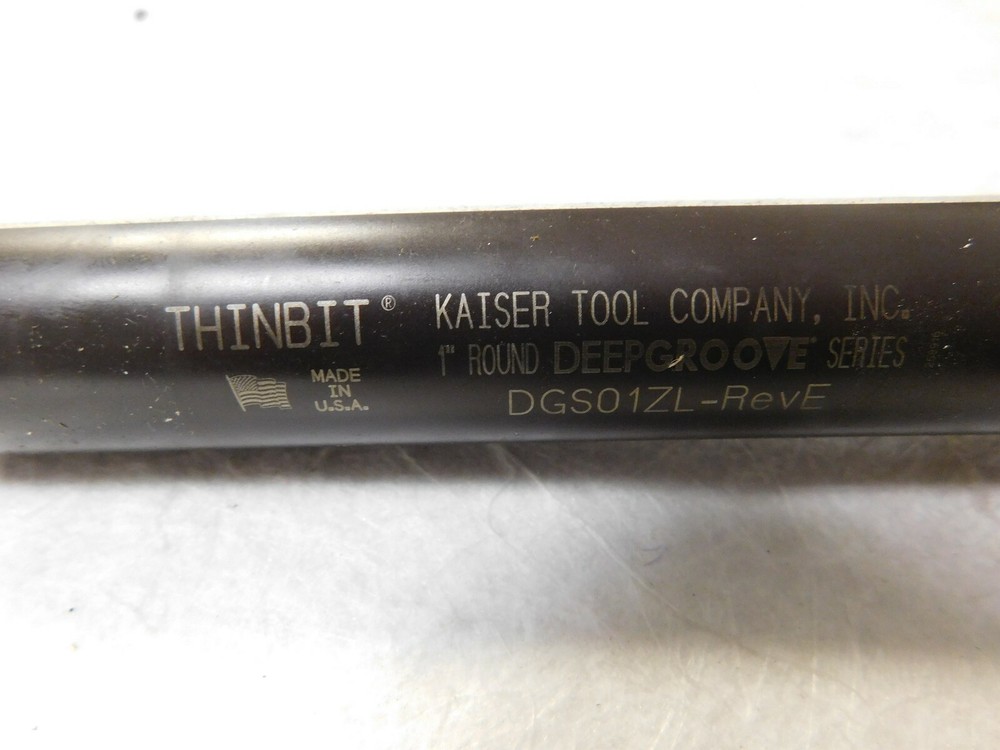 THINBIT® KAISER TOOL COMPANY, INC.
1" ROUND DEEPGROOVE® SERIES
MADE
IN
U.S.A.
DGS01ZL-RevE